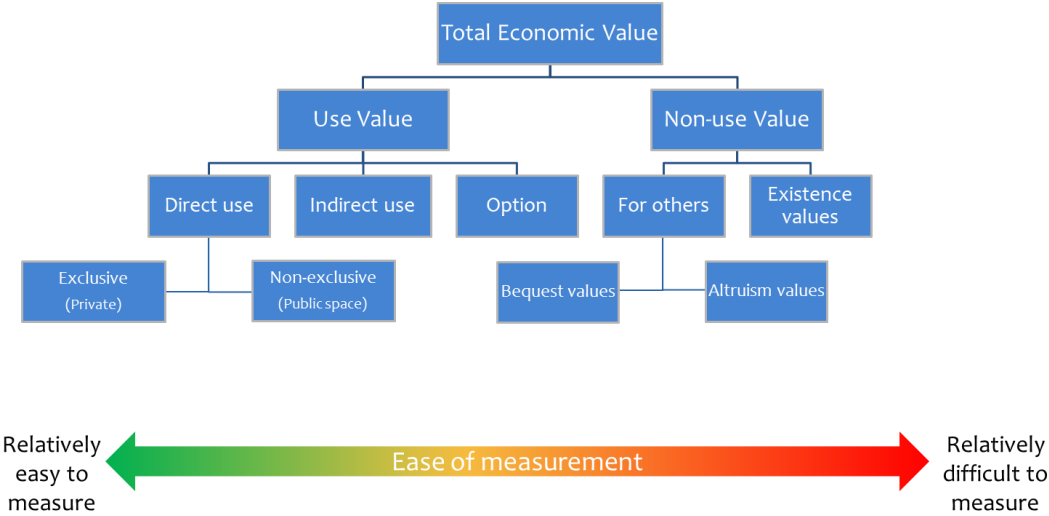 Total Economic Value
Use Value
Non-use Value
Direct use
Indirect use
Option
For others
Existence
values
Exclusive
(Private)
Non-exclusive
(Public space)
Bequest values
Altruism values
Relatively
easy to
measure
Ease of measurement
Relatively
difficult to
measure